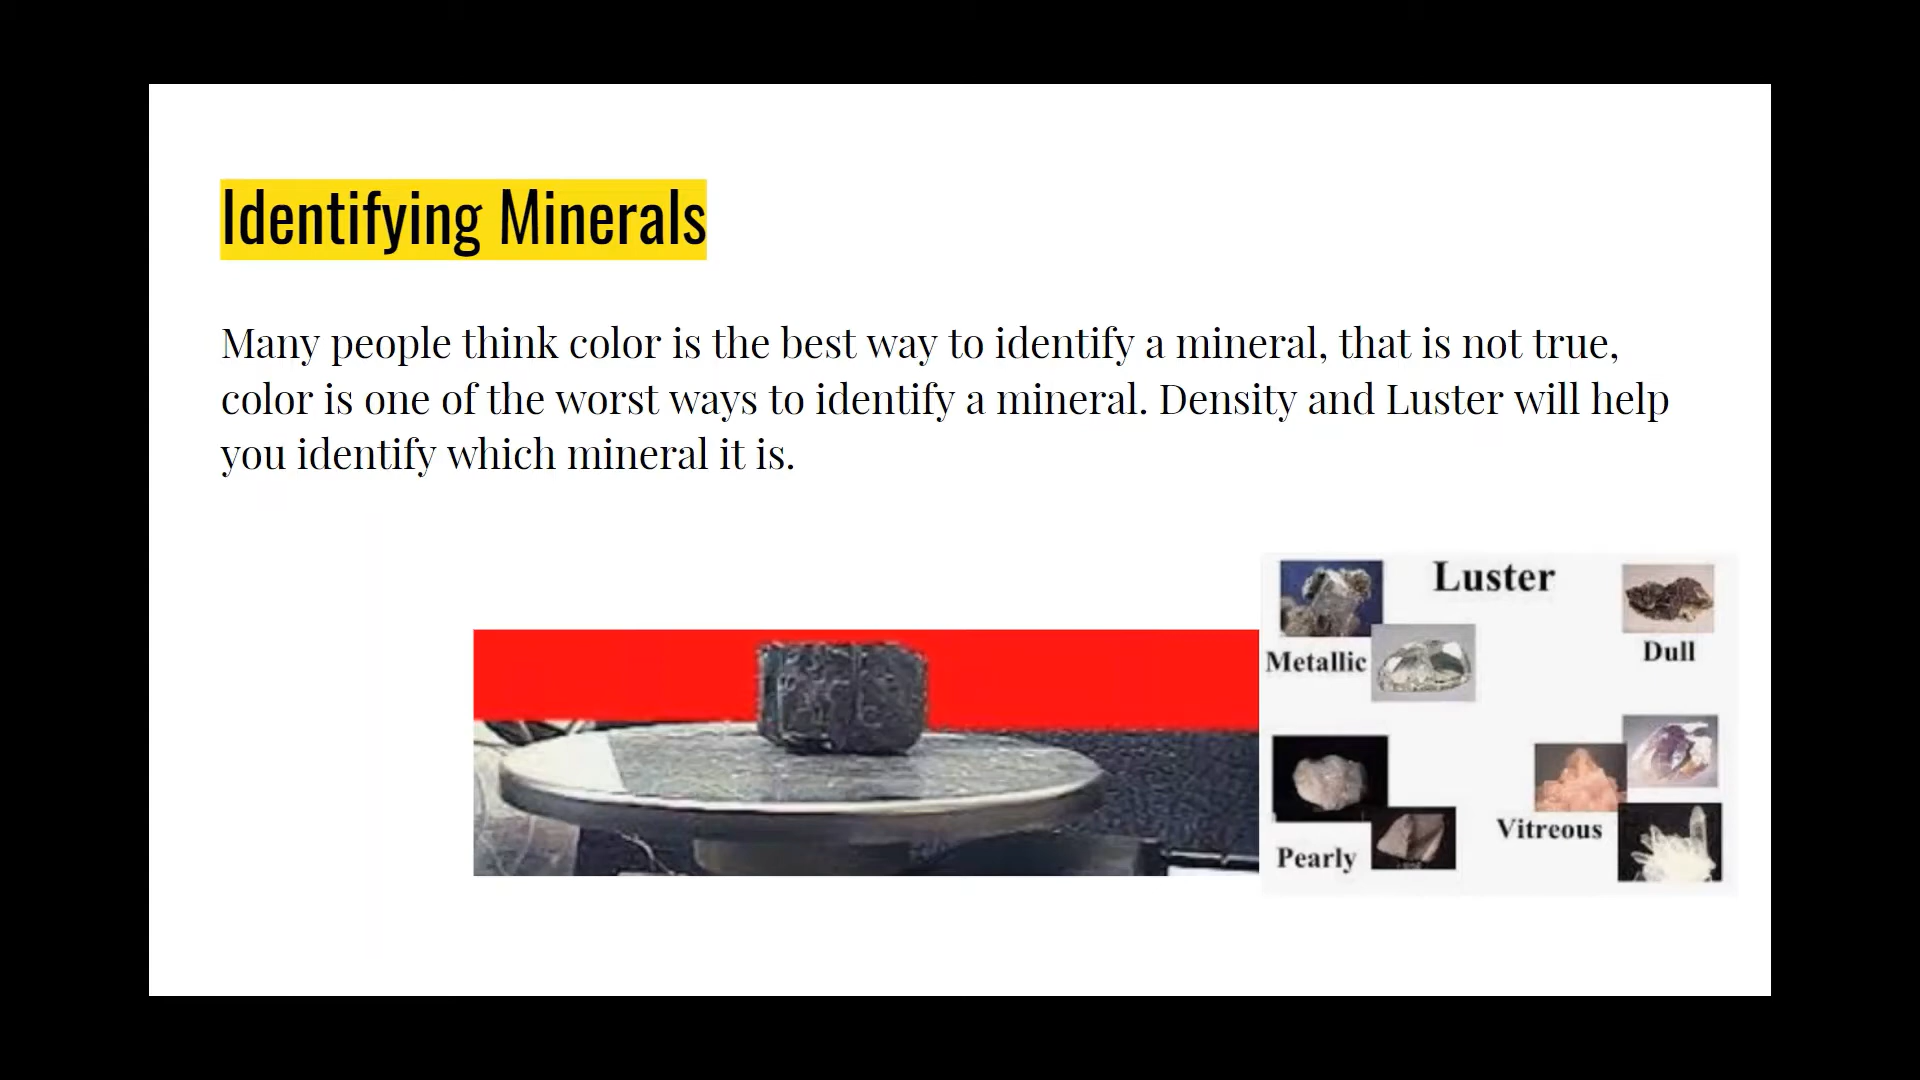 Identifying Minerals
Many people think color is the best way to identify a mineral, that is not true,
color is one of the worst ways to identify a mineral. Density and Luster will help
you identify which mineral it is.
Luster
Metallic
Dull
Pearly
Vitreous